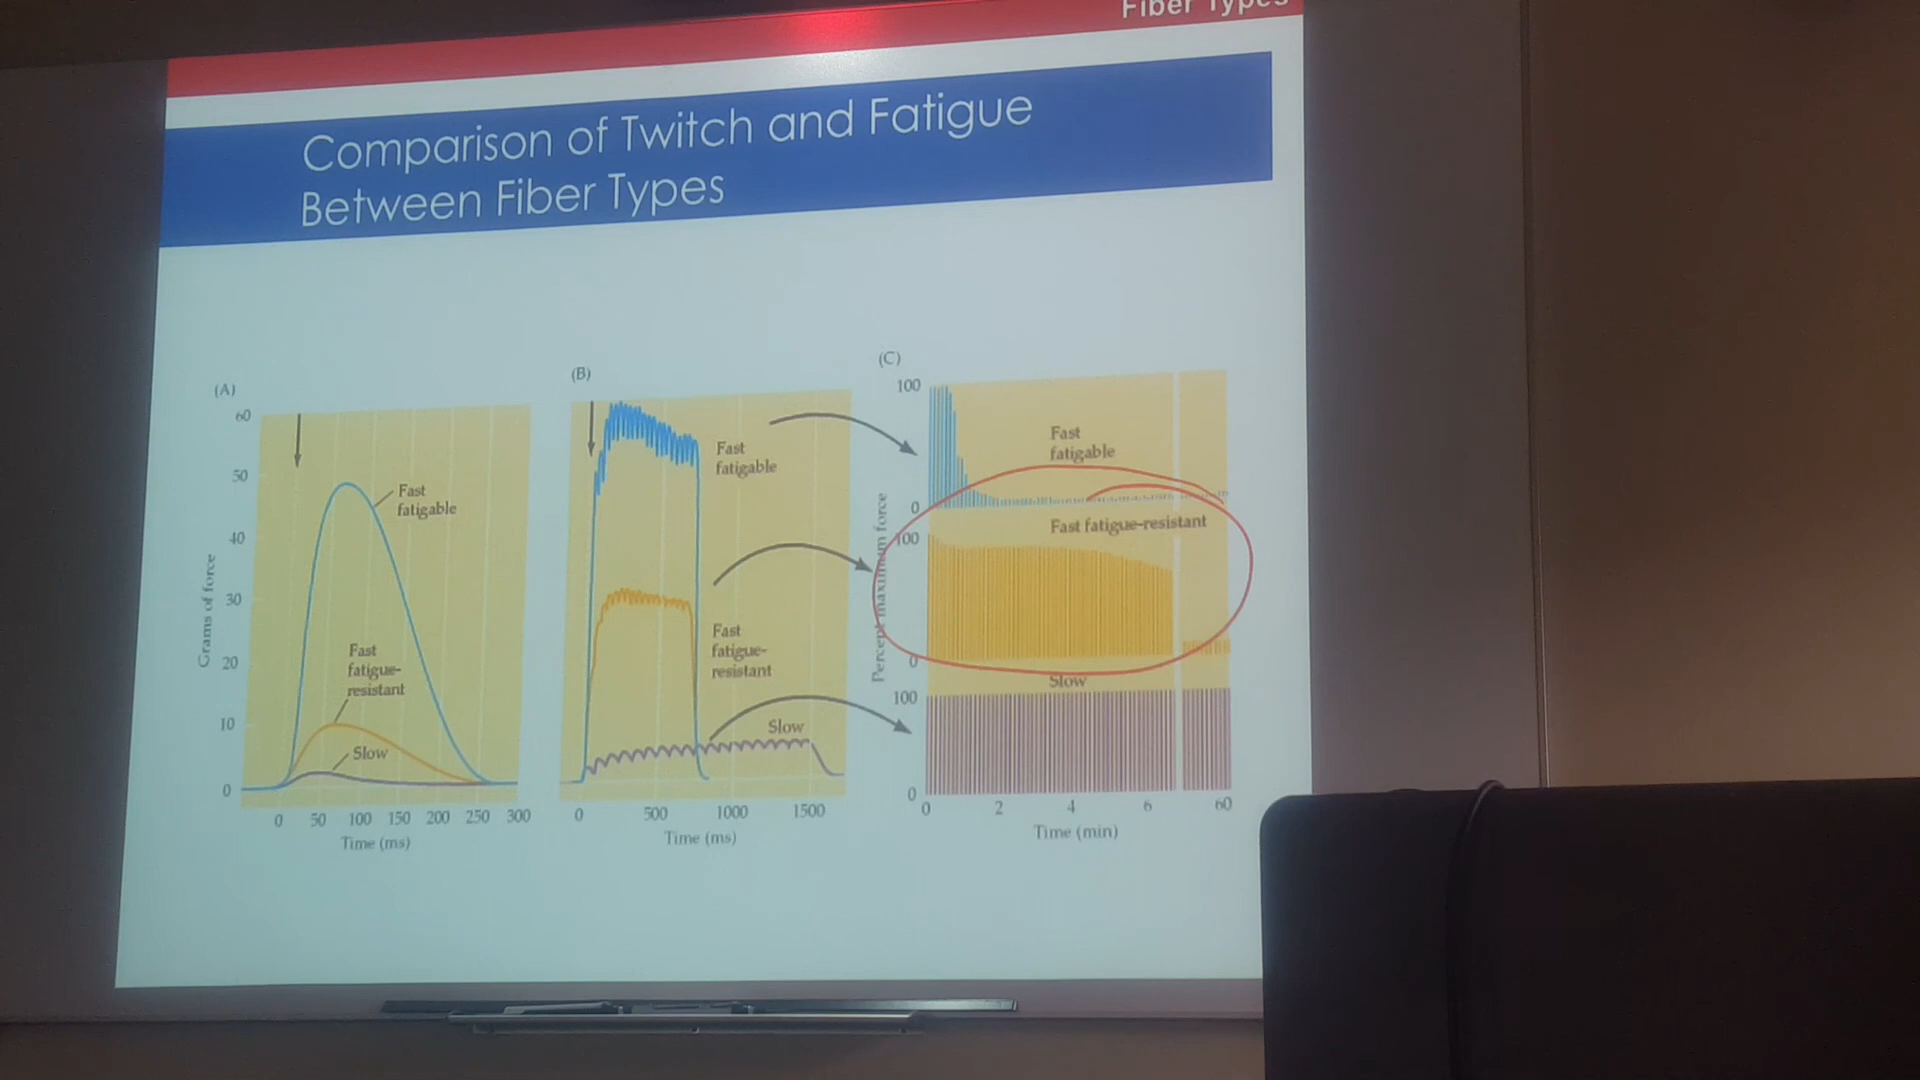 Fiber Types
Comparison of Twitch and Fatigue
Between Fiber Types
(A)
60
50
40
30
20
10
0
Grams of force
Fast
fatigable
Fast
fatigue-
resistant
Slow
0 50 100 150 200 250 300
Time (ms)
(B)
Fast
fatigable
Fast
fatigue-
resistant
Slow
0 500 1000 1500
Time (ms)
(C)
Percent maximum force
100
Fast
fatigable
0
100
Fast fatigue-resistant
0
Slow
100
0
0 2 4 6 60
Time (min)